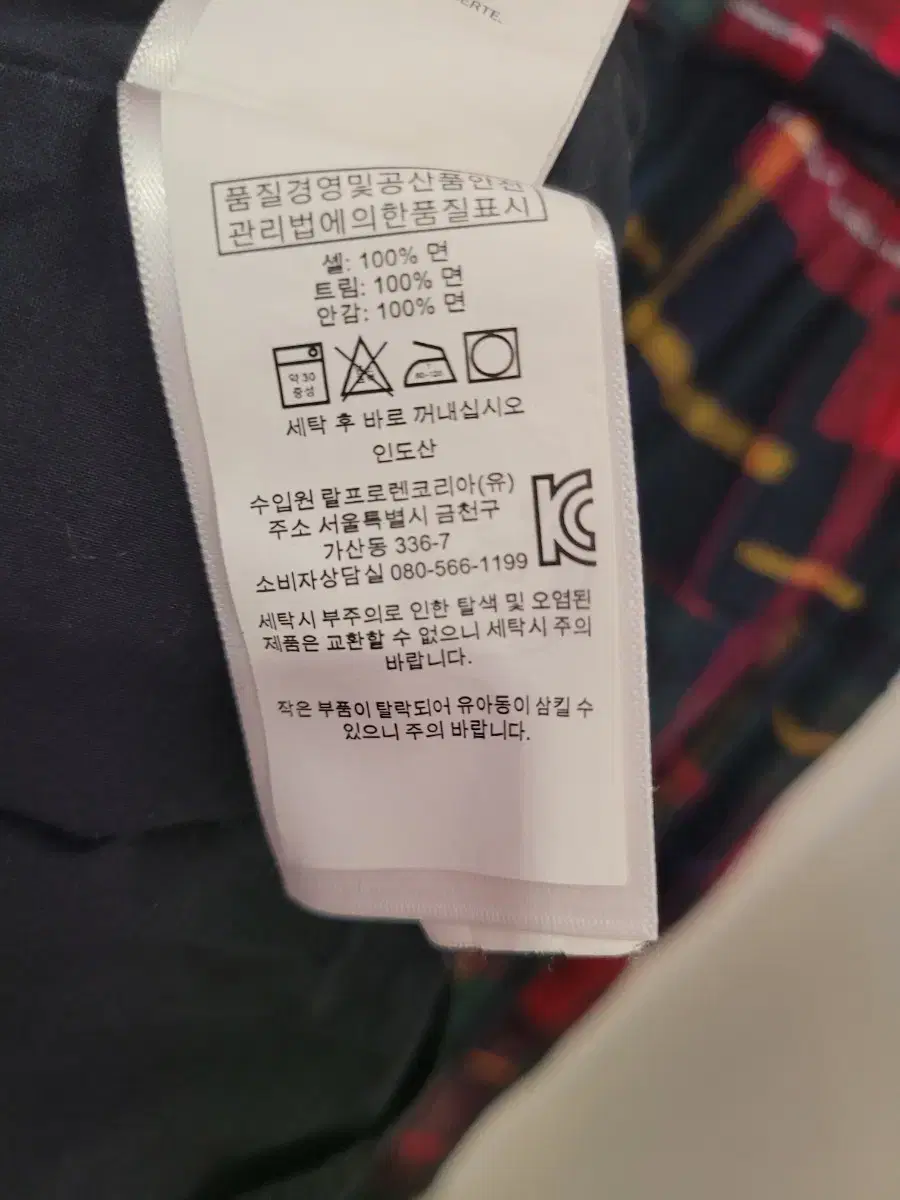 ERTE.
품질경영및공산품안전
관리법에의한품질표시
셸: 100% 면
트림: 100% 면
안감: 100% 면
약 30
중성
80~120
세탁 후 바로 꺼내십시오
인도산
수입원 랄프로렌코리아(유)
주소 서울특별시 금천구
가산동 336-7
소비자상담실 080-566-1199
세탁시 부주의로 인한 탈색 및 오염된
제품은 교환할 수 없으니 세탁시 주의
바랍니다.
작은 부품이 탈락되어 유아동이 삼킬 수
있으니 주의 바랍니다.